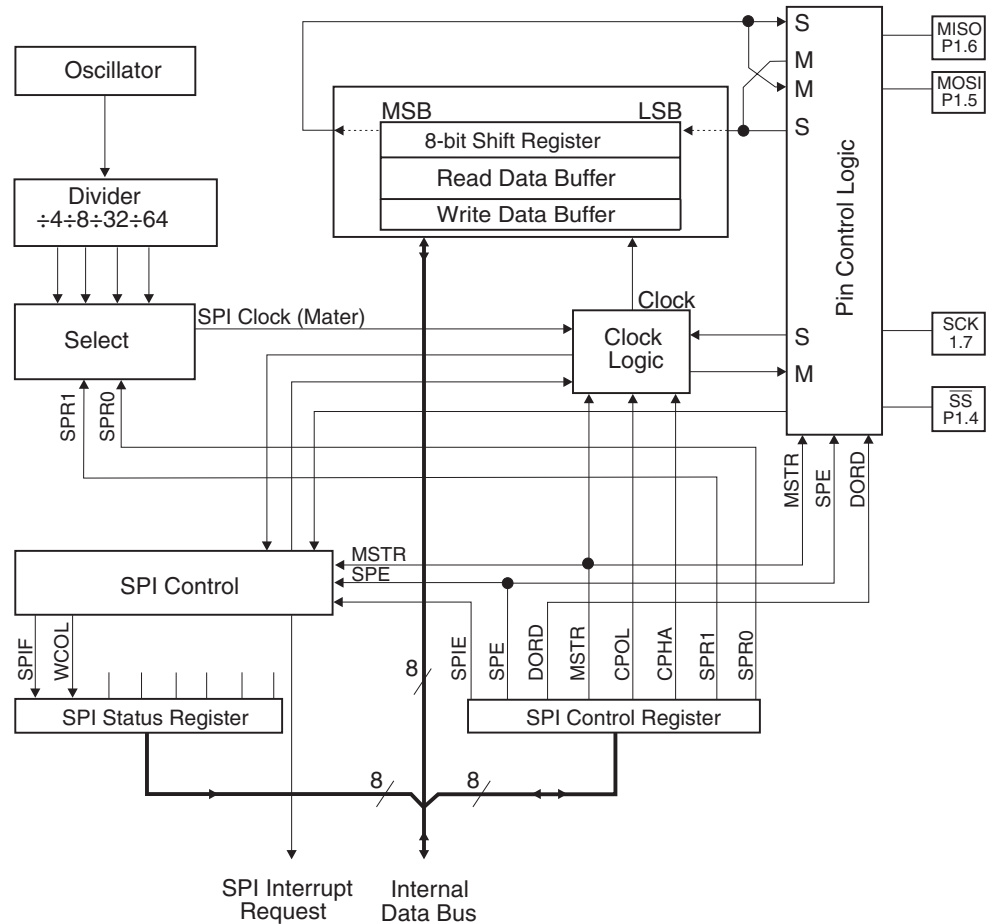 Oscillator
Divider
÷4÷8÷32÷64
Select
SPR1
SPR0
SPI Clock (Mater)
MSB
LSB
8-bit Shift Register
Read Data Buffer
Write Data Buffer
Clock
Clock
Logic
S
M
M
S
S
M
Pin Control Logic
MISO
P1.6
MOSI
P1.5
SCK
1.7
SS
P1.4
MSTR
SPE
DORD
SPI Control
MSTR
SPE
SPIF
WCOL
SPIE
SPE
DORD
MSTR
CPOL
CPHA
SPR1
SPR0
8
SPI Status Register
SPI Control Register
8
8
SPI Interrupt
Request
Internal
Data Bus